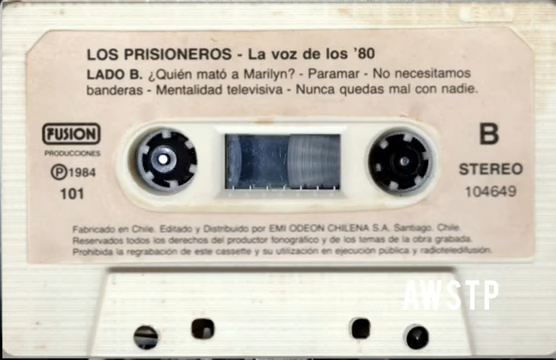 LOS PRISIONEROS - La voz de los '80
LADO B. ¿Quién mató a Marilyn? - Paramar - No necesitamos
banderas - Mentalidad televisiva - Nunca quedas mal con nadie.
FUSION
PRODUCCIONES
Ⓟ1984
101
B
STEREO
104649
Fabricado en Chile. Editado y Distribuido por EMI ODEON CHILENA S.A. Santiago. Chile.
Reservados todos los derechos del productor fonográfico y de los temas de la obra grabada.
Prohibida la regrabación de este cassette y su utilización en ejecución pública y radioteledifusión.
AWSTP